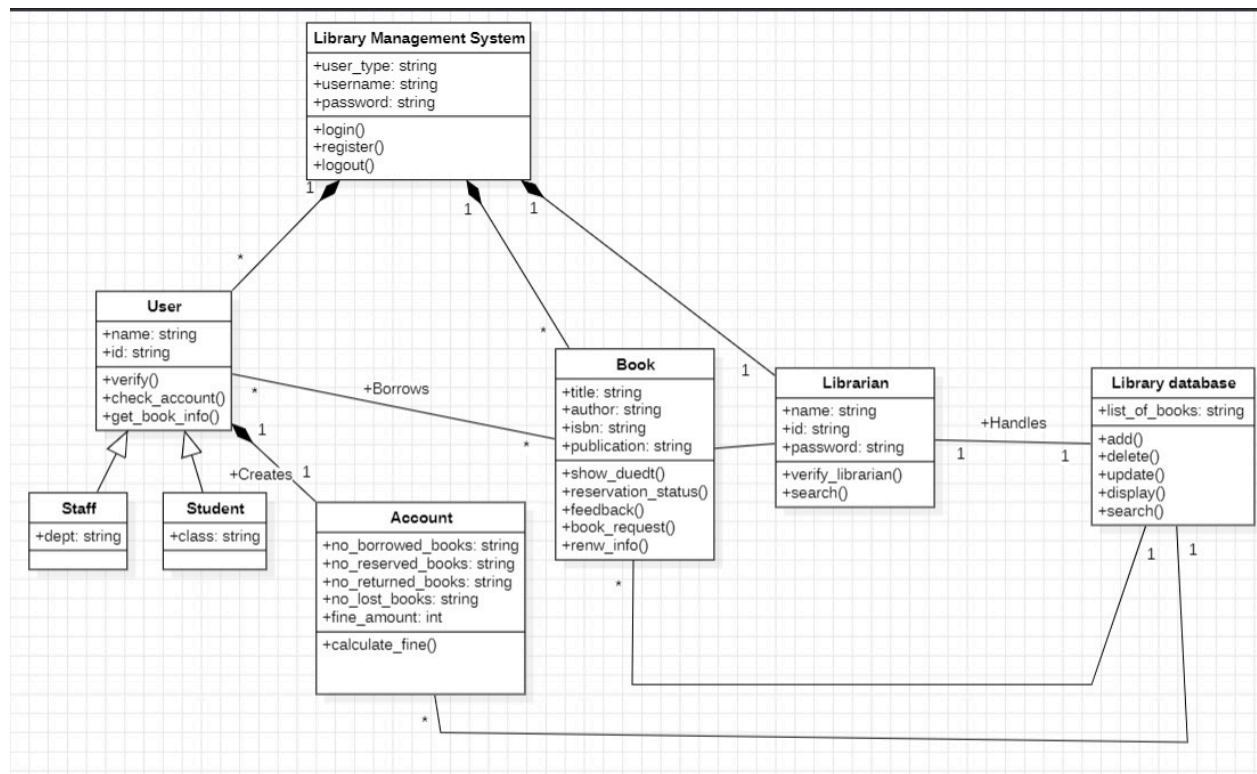 Library Management System
+user_type: string
+username: string
+password: string
+login()
+register()
+logout()
1
1
1
*
*
1
User
+name: string
+id: string
+verify()
+check_account()
+get_book_info()
*
+Borrows
*
1
+Creates
1
Book
+title: string
+author: string
+isbn: string
+publication: string
+show_duedt()
+reservation_status()
+feedback()
+book_request()
+renw_info()
Librarian
+name: string
+id: string
+password: string
+verify_librarian()
+search()
+Handles
1
1
Library database
+list_of_books: string
+add()
+delete()
+update()
+display()
+search()
Staff
+dept: string
Student
+class: string
Account
+no_borrowed_books: string
+no_reserved_books: string
+no_returned_books: string
+no_lost_books: string
+fine_amount: int
+calculate_fine()
*
1
1
*